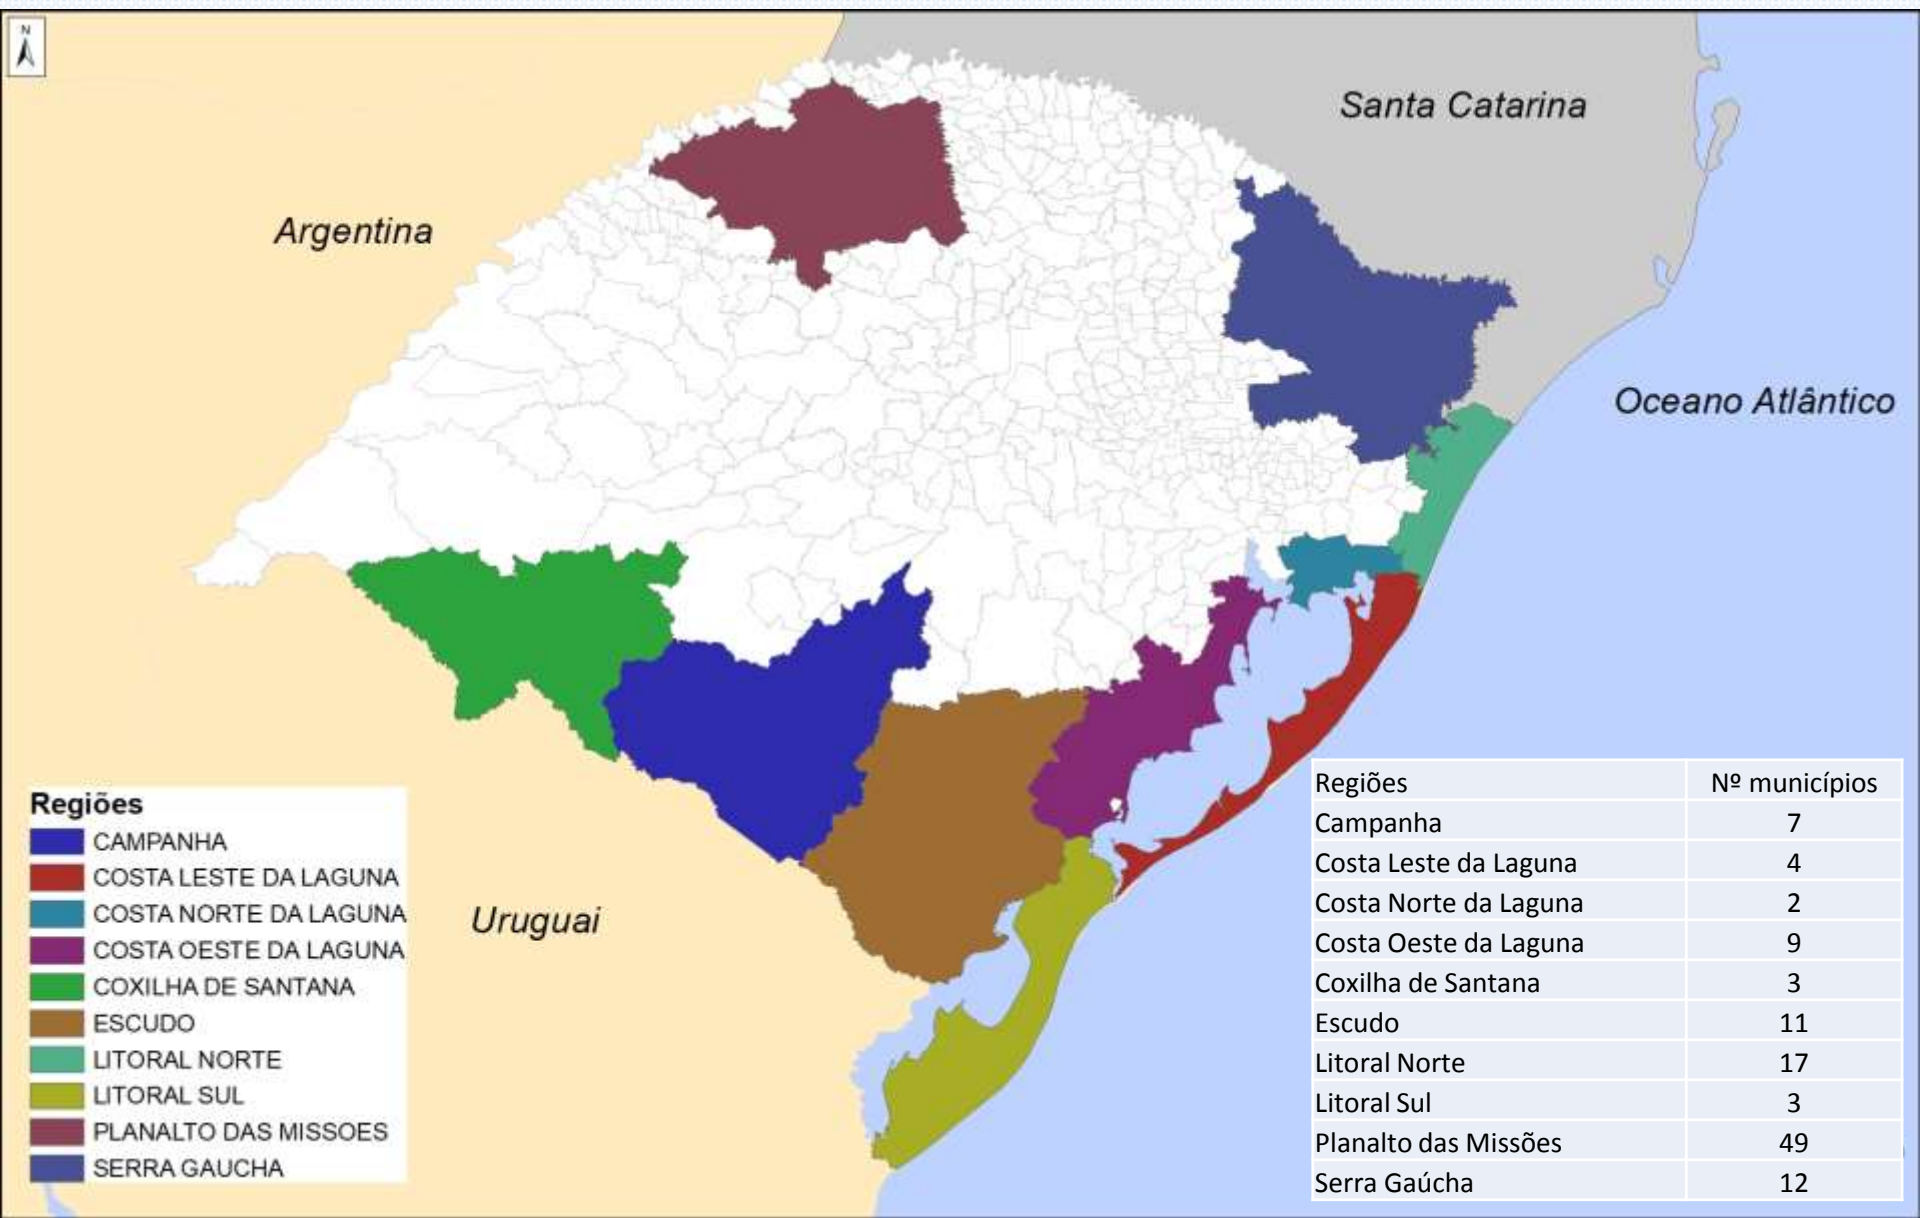 N
Santa Catarina
Argentina
Oceano Atlântico
Uruguai
Regiões
CAMPANHA
COSTA LESTE DA LAGUNA
COSTA NORTE DA LAGUNA
COSTA OESTE DA LAGUNA
COXILHA DE SANTANA
ESCUDO
LITORAL NORTE
LITORAL SUL
PLANALTO DAS MISSOES
SERRA GAUCHA
Regiões Nº municípios
Campanha 7
Costa Leste da Laguna 4
Costa Norte da Laguna 2
Costa Oeste da Laguna 9
Coxilha de Santana 3
Escudo 11
Litoral Norte 17
Litoral Sul 3
Planalto das Missões 49
Serra Gaúcha 12